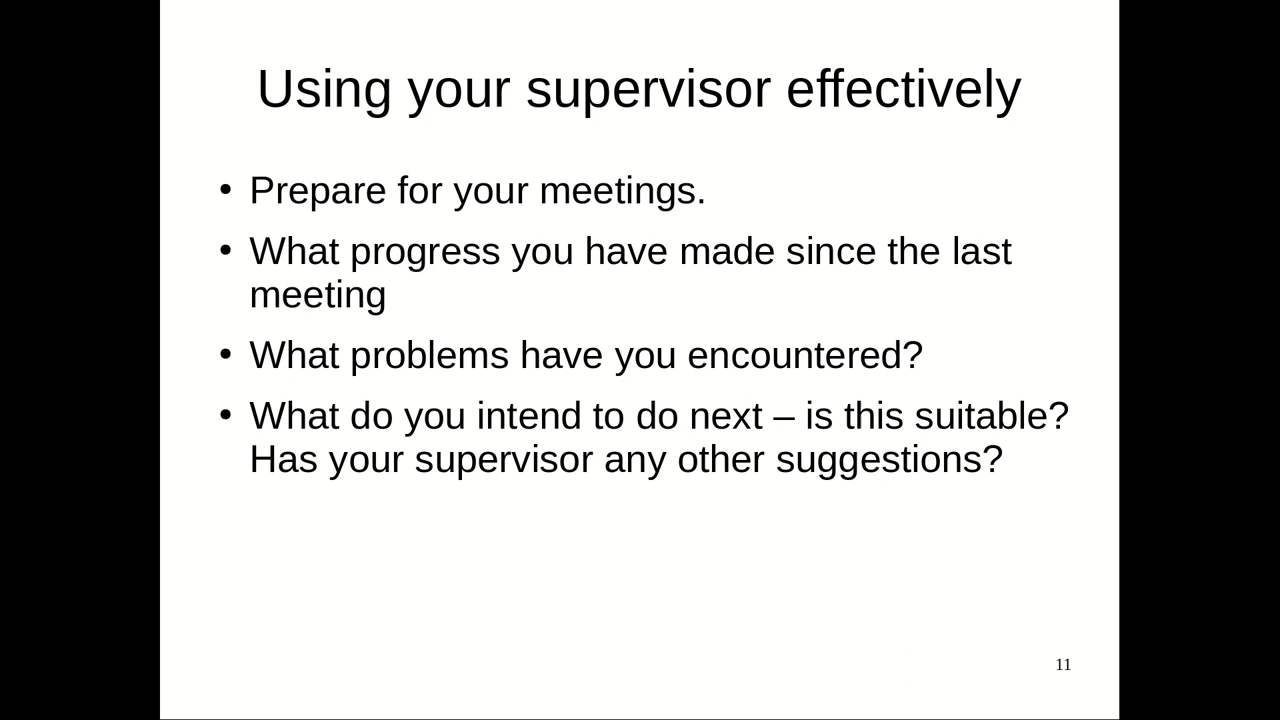 Using your supervisor effectively
• Prepare for your meetings.
• What progress you have made since the last
meeting
• What problems have you encountered?
• What do you intend to do next – is this suitable?
Has your supervisor any other suggestions?
11